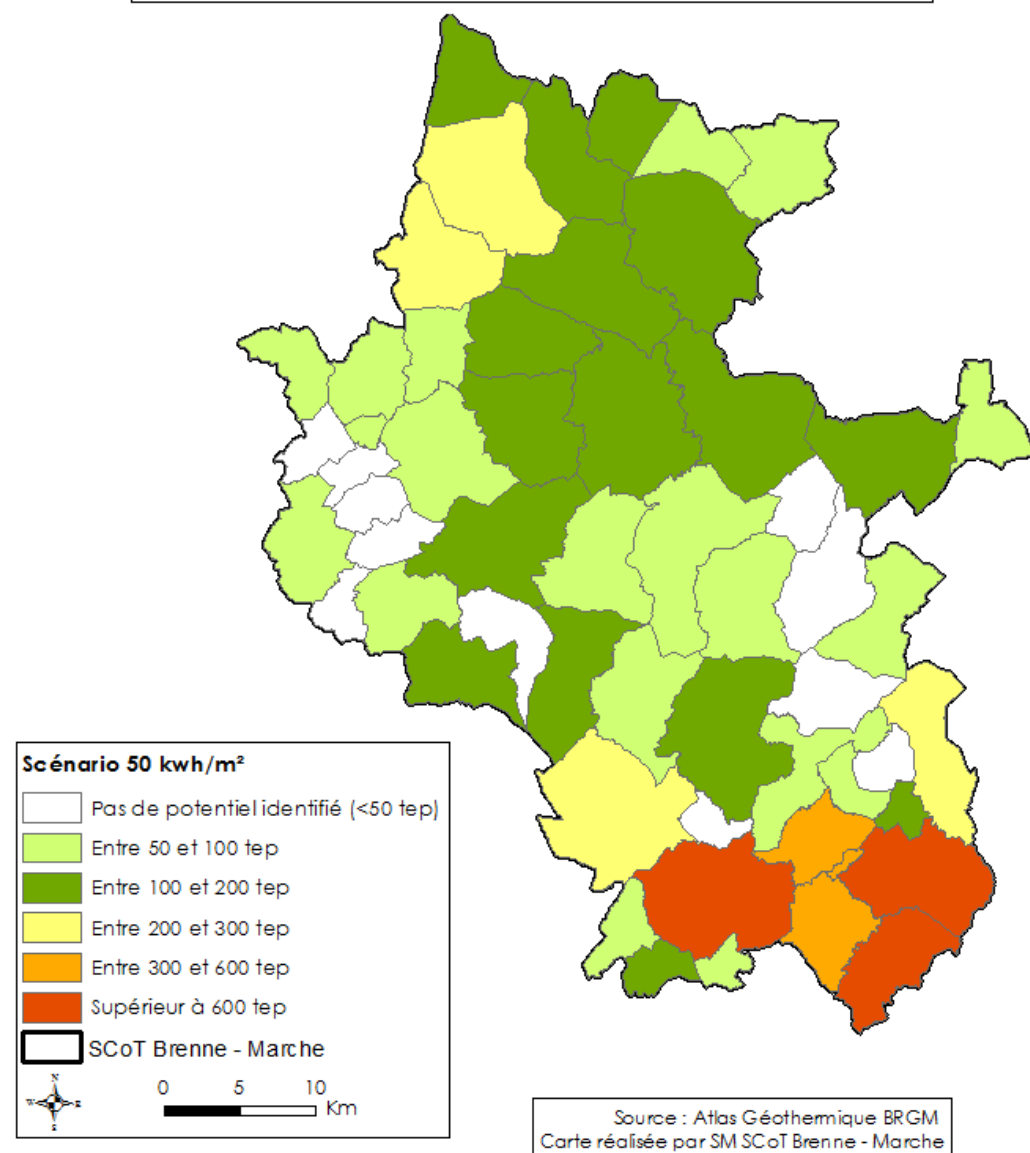 Scénario 50 kwh/m²
Pas de potentiel identifié (<50 tep)
Entre 50 et 100 tep
Entre 100 et 200 tep
Entre 200 et 300 tep
Entre 300 et 600 tep
Supérieur à 600 tep
SCoT Brenne - Marche
N
W E
S
0 5 10
Km
Source : Atlas Géothermique BRGM
Carte réalisée par SM SCoT Brenne - Marche